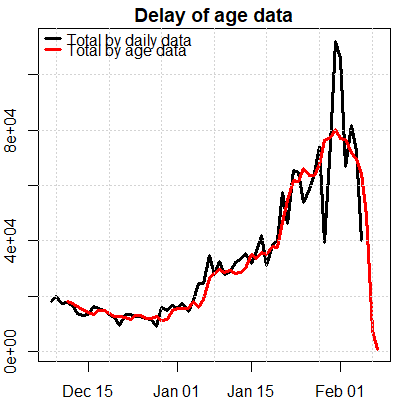 Delay of age data
Total by daily data
Total by age data
8e+04
4e+04
0e+00
Dec 15 Jan 01 Jan 15 Feb 01